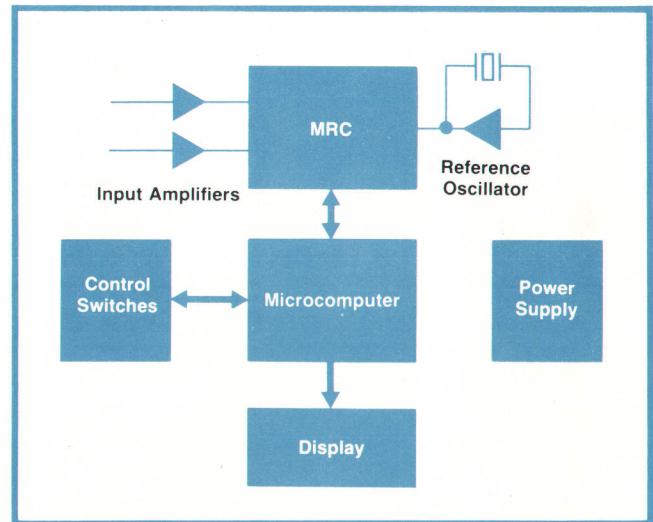 MRC
Input Amplifiers
Reference
Oscillator
Control
Switches
Microcomputer
Power
Supply
Display